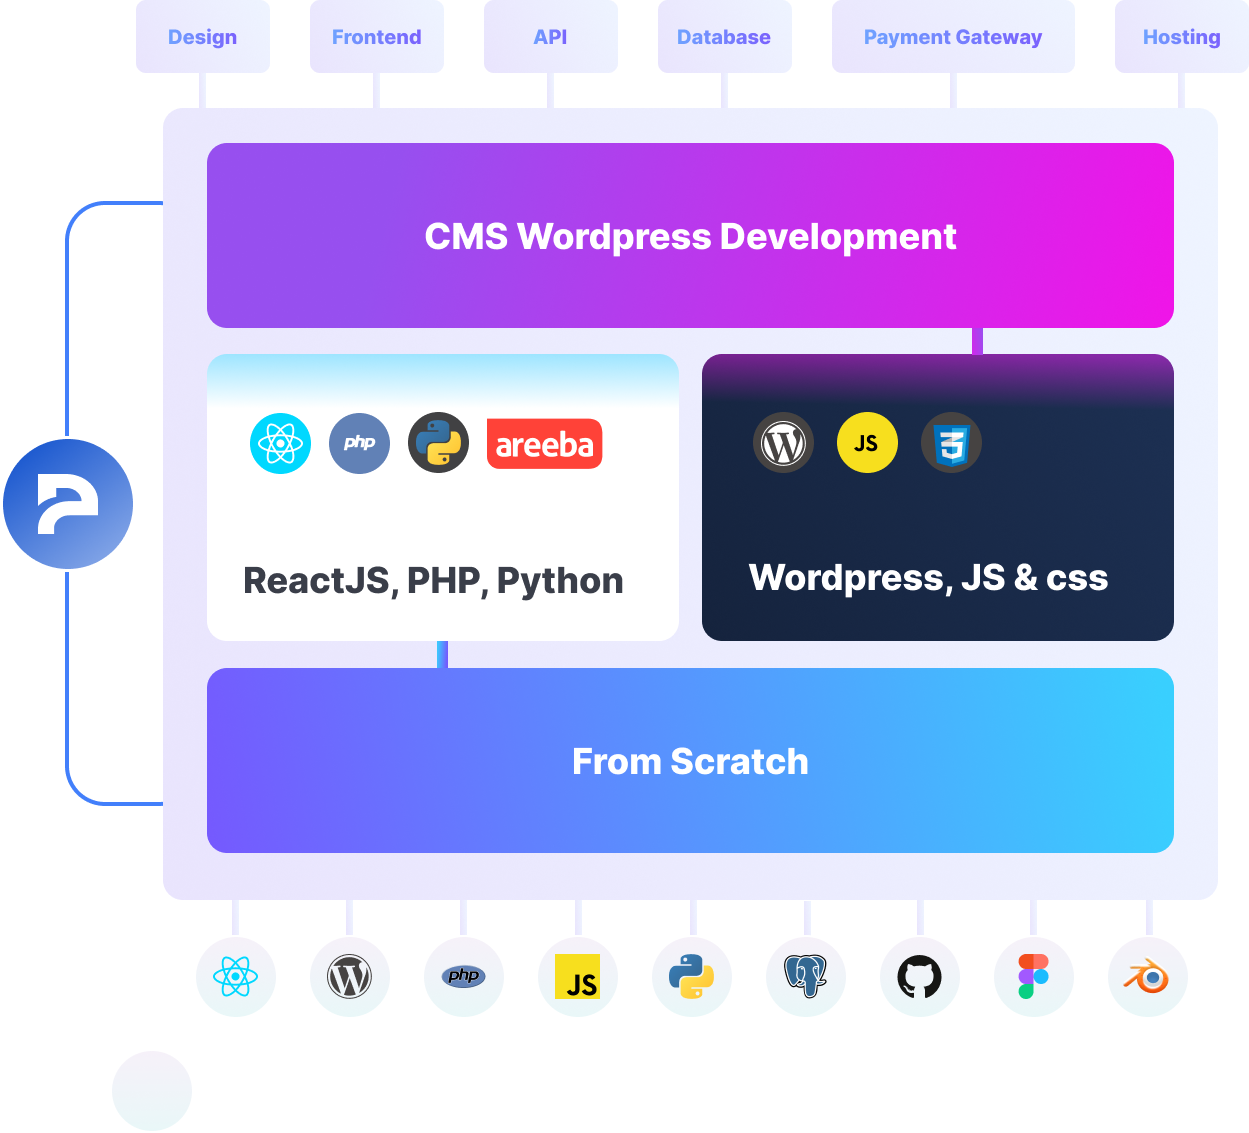 Design
Frontend
API
Database
Payment Gateway
Hosting
CMS Wordpress Development
php
areeba
JS
ReactJS, PHP, Python
Wordpress, JS & css
From Scratch
php
JS